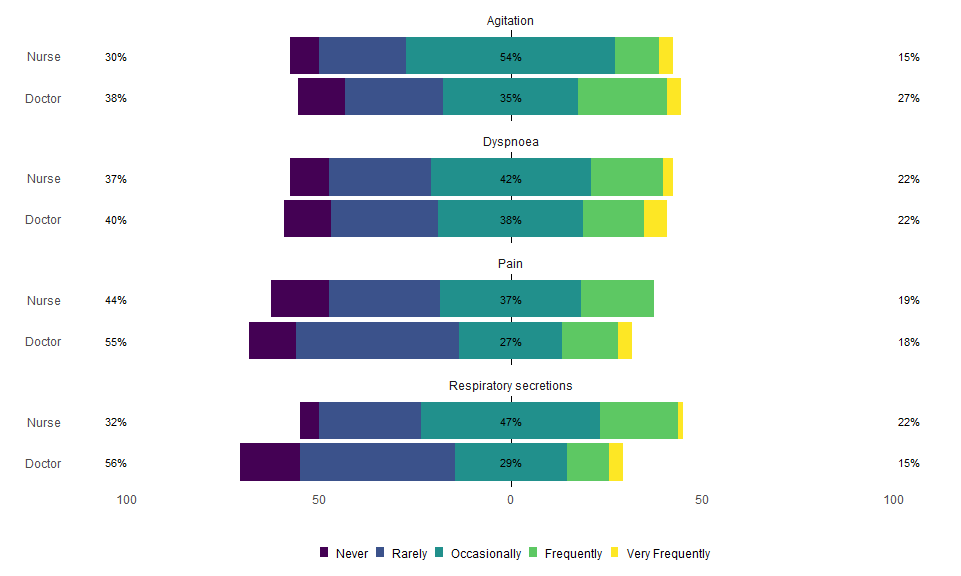 Agitation
Nurse 30% 54% 15%
Doctor 38% 35% 27%
Dyspnoea
Nurse 37% 42% 22%
Doctor 40% 38% 22%
Pain
Nurse 44% 37% 19%
Doctor 55% 27% 18%
Respiratory secretions
Nurse 32% 47% 22%
Doctor 56% 29% 15%
100 50 0 50 100
Never Rarely Occasionally Frequently Very Frequently